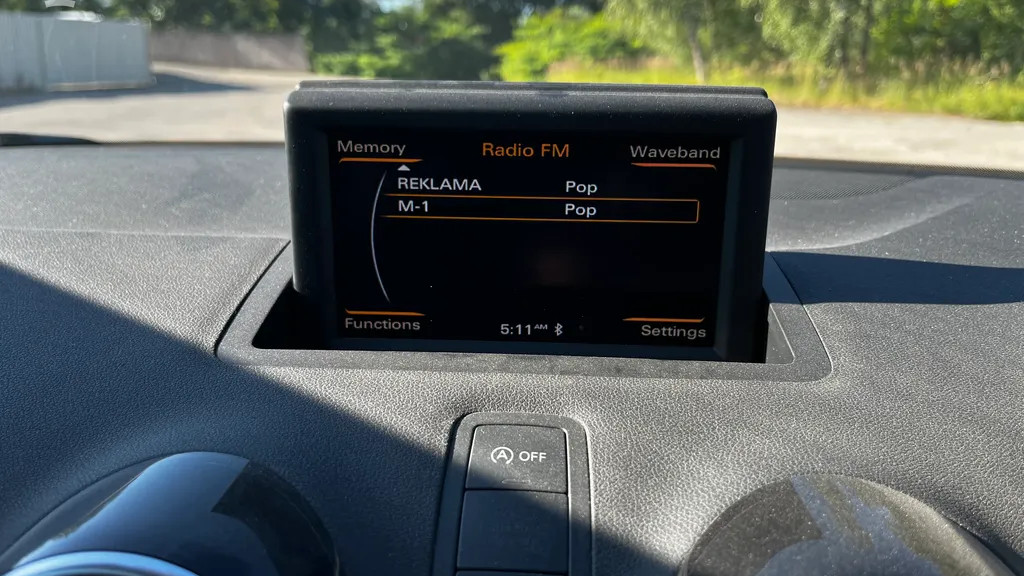 Memory Radio FM Waveband
REKLAMA Pop
M-1 Pop
Functions 5:11 AM Settings
A OFF